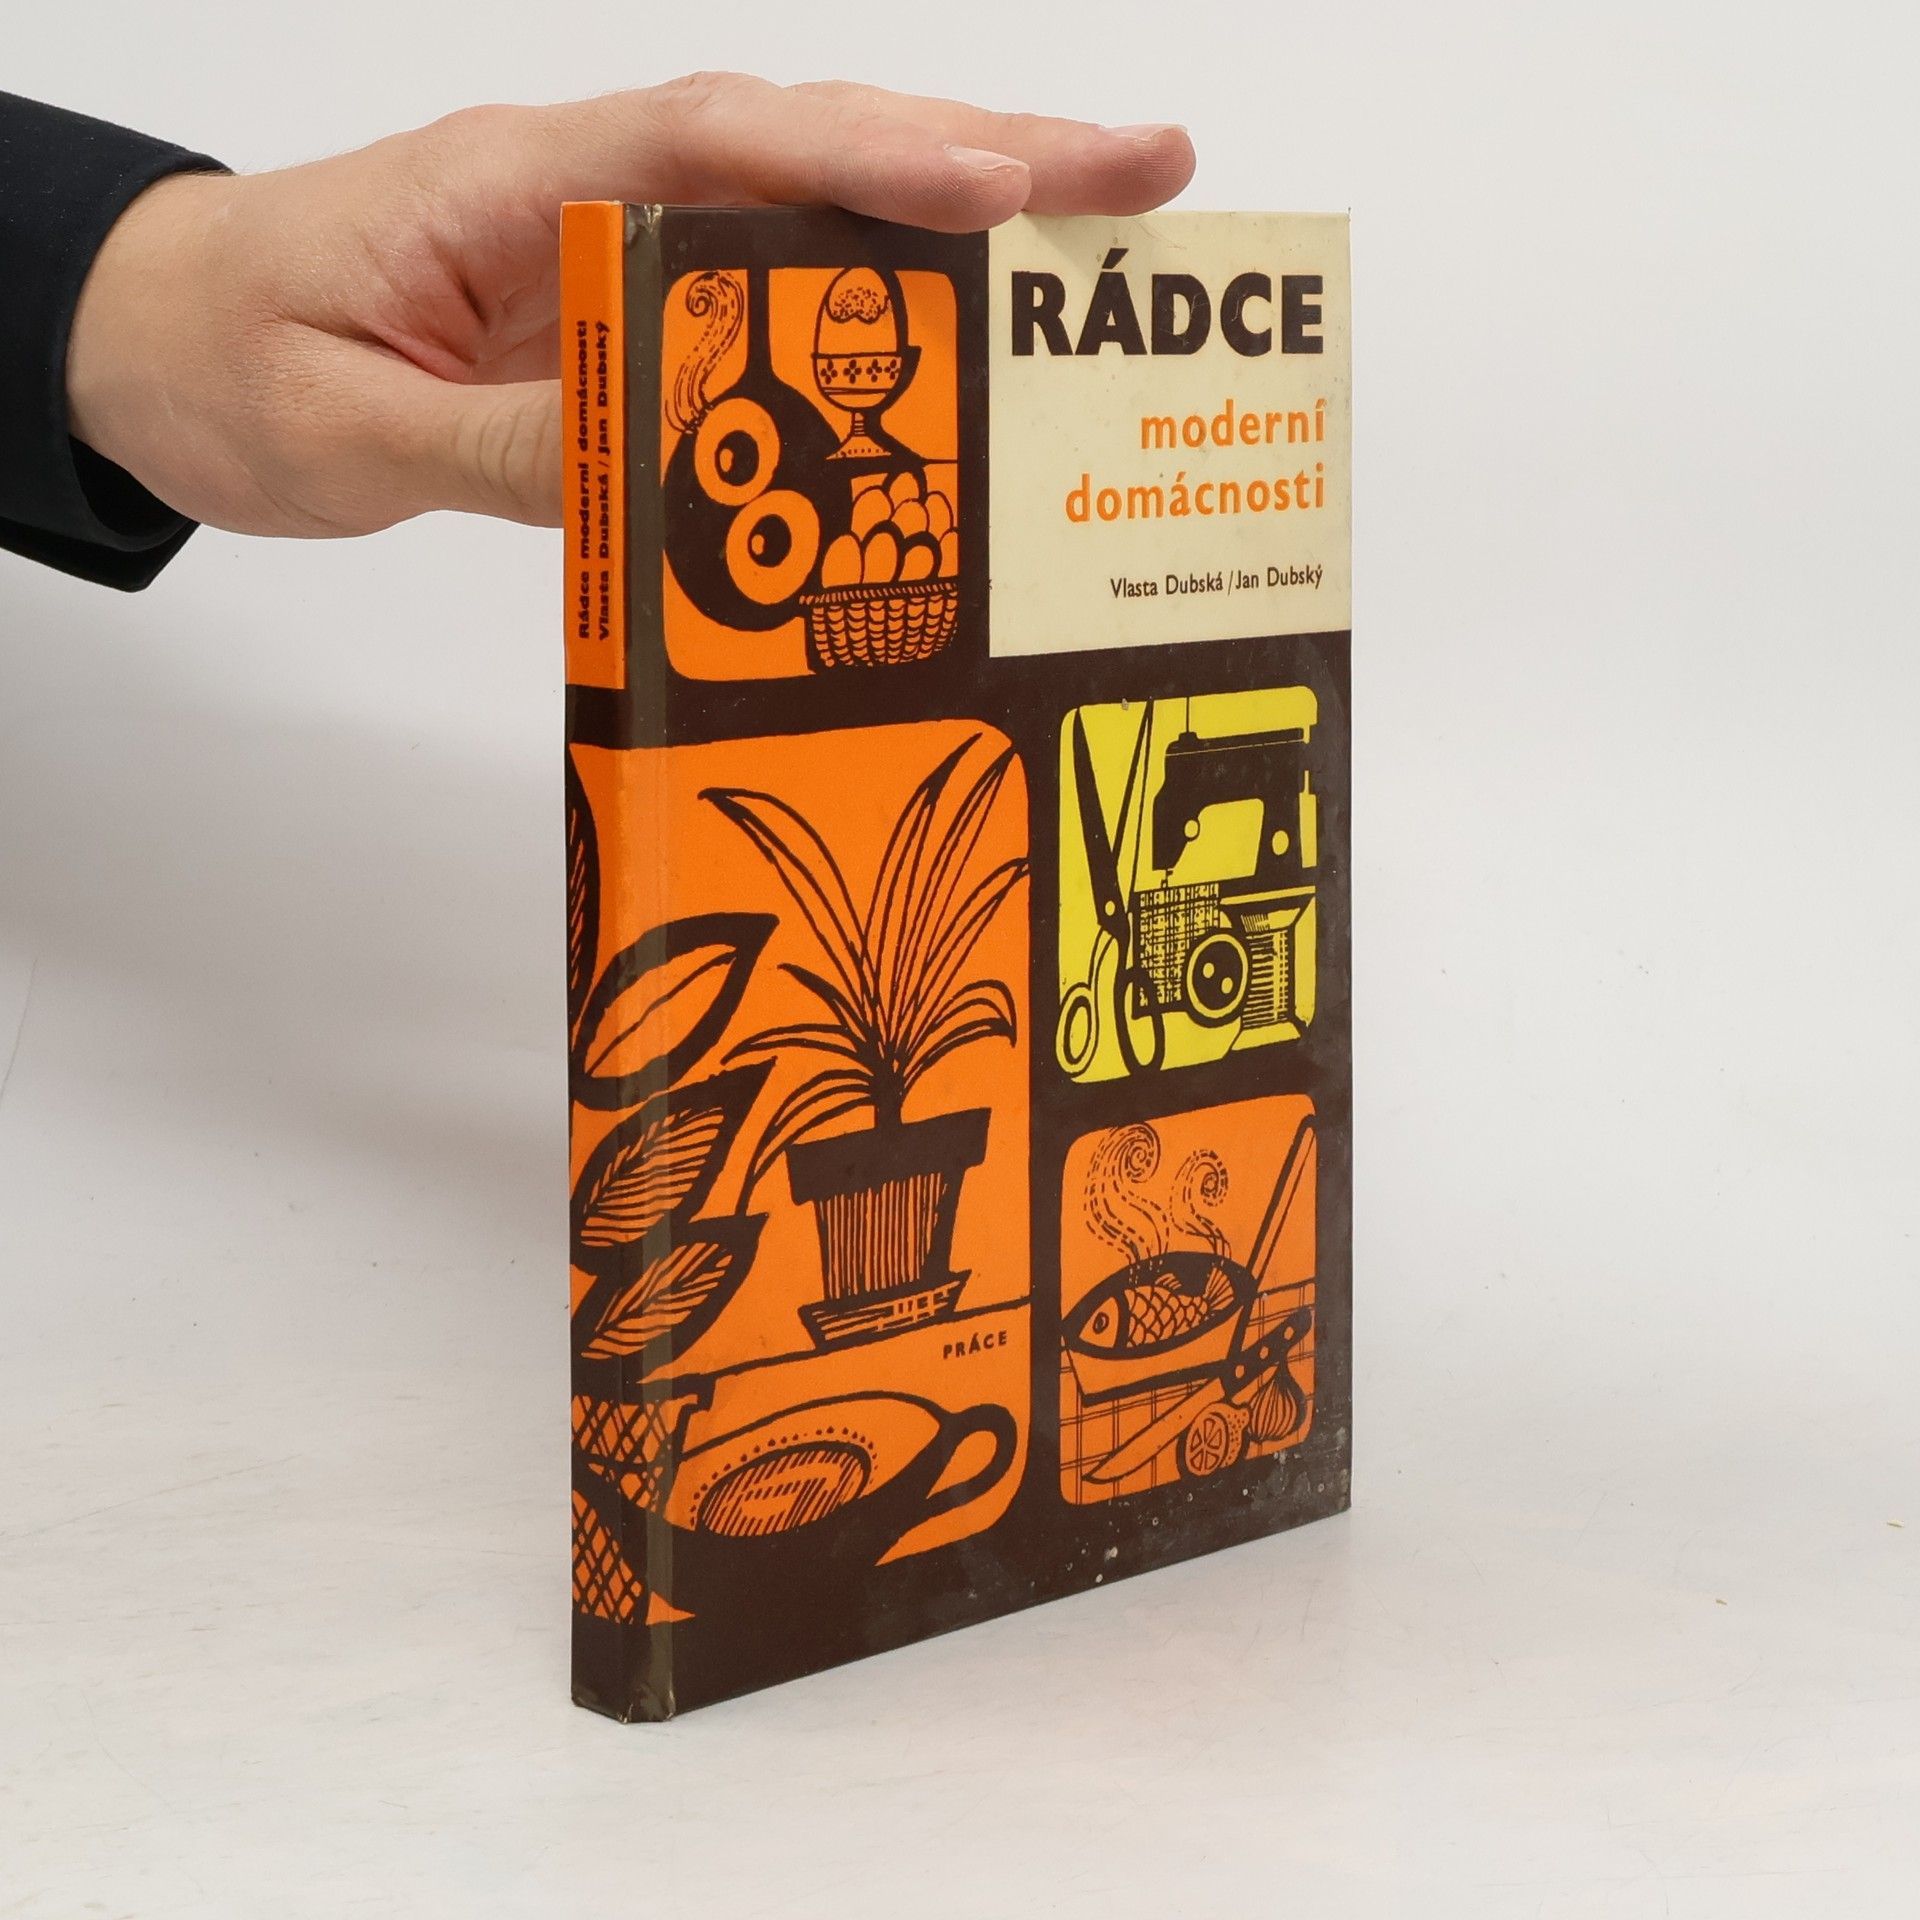 Rádce moderní domácnosti
Vlasta Dubská / Jan Dubský
RÁDCE
moderní
domácnosti
Vlasta Dubská / Jan Dubský
PRÁCE